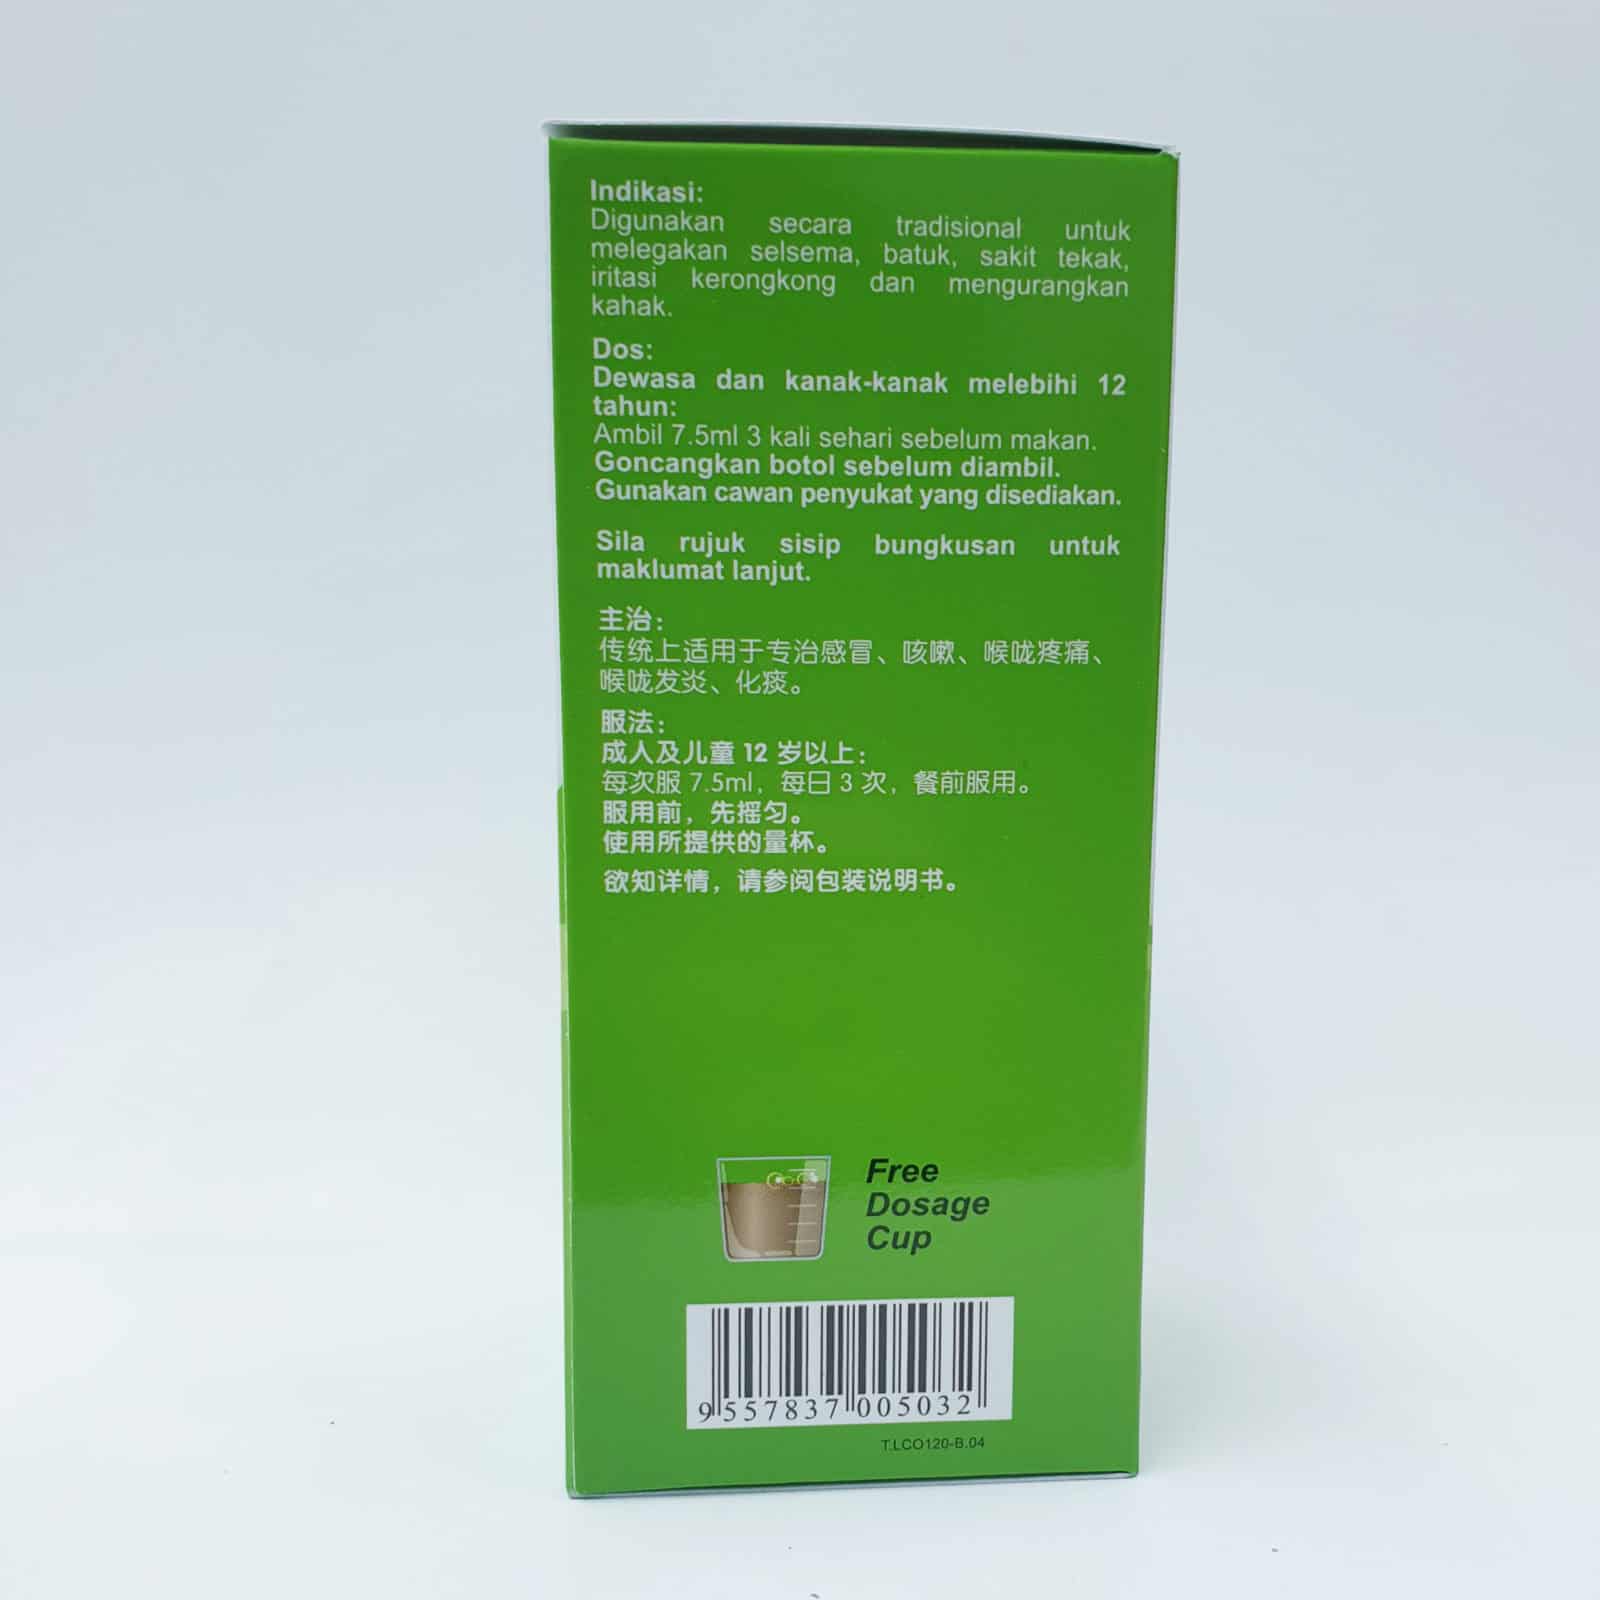 Indikasi:
Digunakan secara tradisional untuk
melegakan selsema, batuk, sakit tekak,
iritasi kerongkong dan mengurangkan
kahak.
Dos:
Dewasa dan kanak-kanak melebihi 12
tahun:
Ambil 7.5ml 3 kali sehari sebelum makan.
Goncangkan botol sebelum diambil.
Gunakan cawan penyukat yang disediakan.
Sila rujuk sisip bungkusan untuk
maklumat lanjut.
主治：
传统上适用于专治感冒、咳嗽、喉咙疼痛、
喉咙发炎、化痰。
服法：
成人及儿童 12 岁以上：
每次服 7.5ml，每日 3 次，餐前服用。
服用前，先摇匀。
使用所提供的量杯。
欲知详情，请参阅包装说明书。
Free
Dosage
Cup
9 557837 005032
T.LCO120-B.04